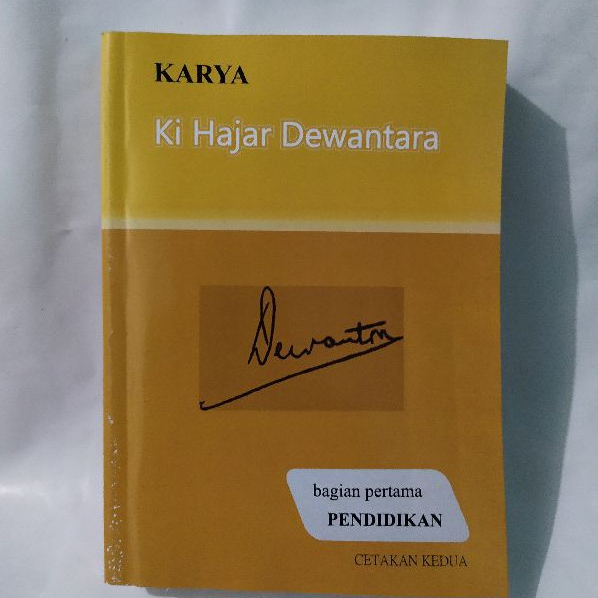 KARYA
Ki Hajar Dewantara
Dewantara
bagian pertama
PENDIDIKAN
CETAKAN KEDUA